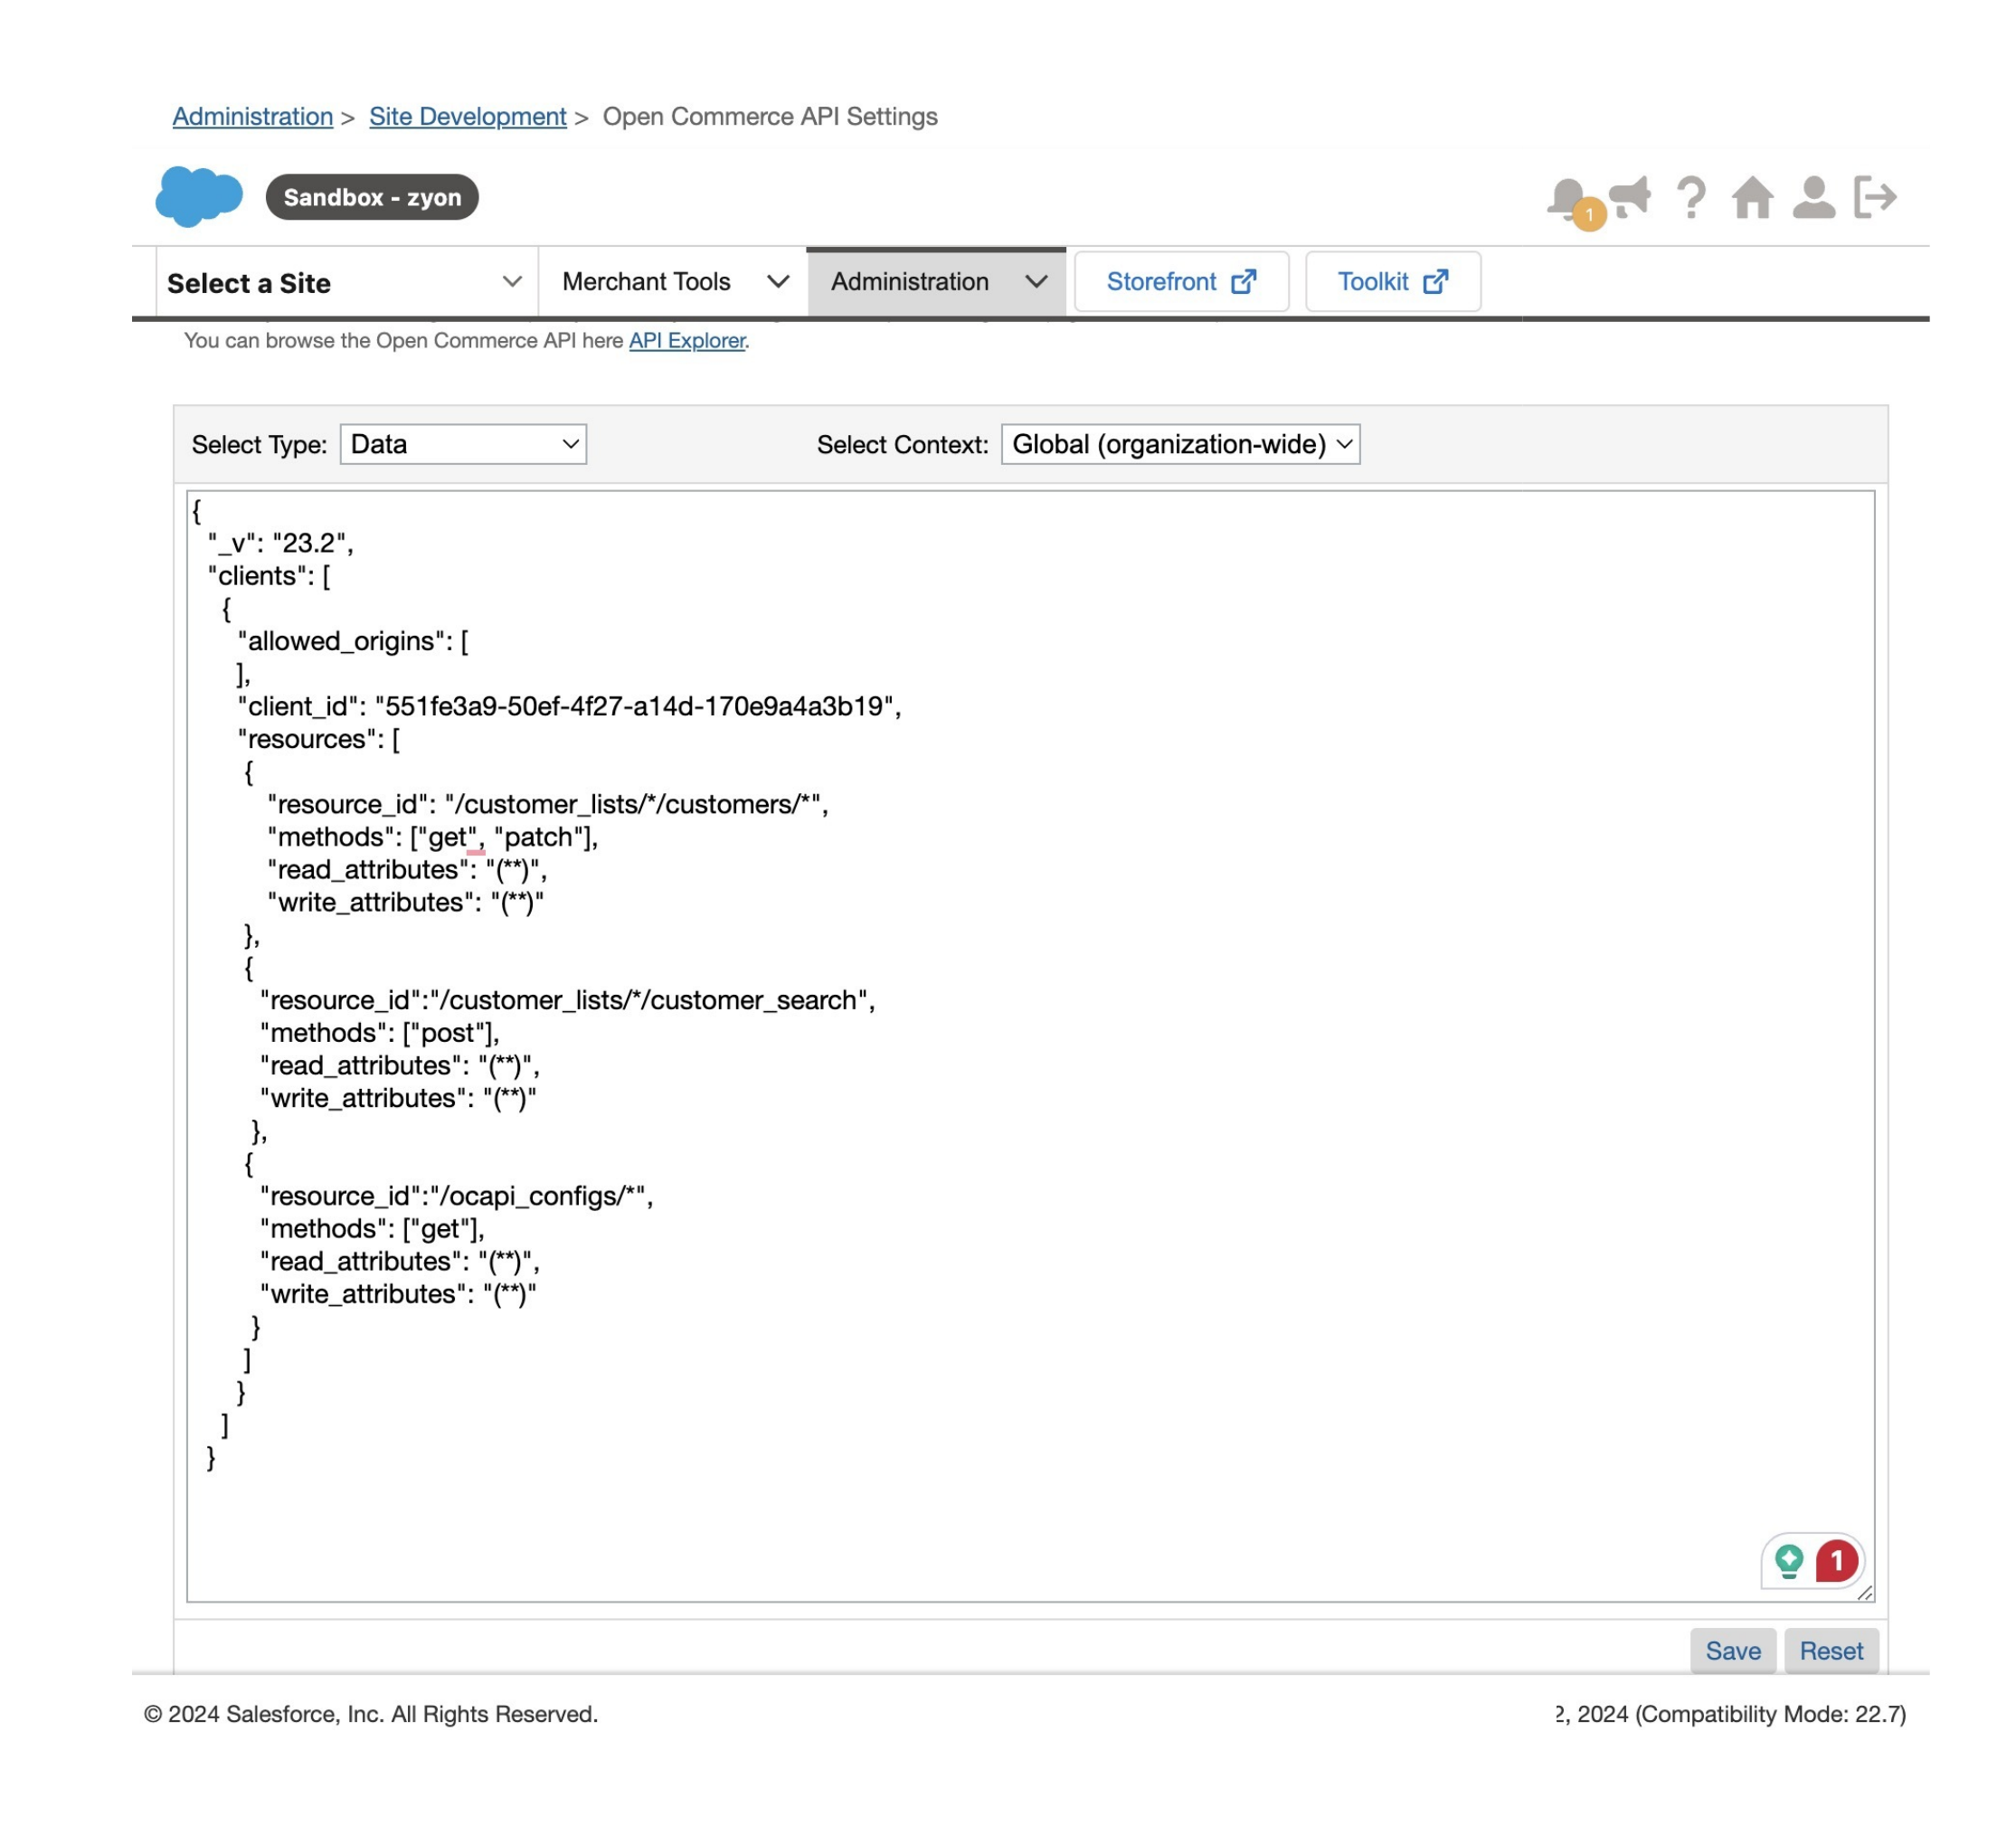 Administration > Site Development > Open Commerce API Settings
Sandbox - zyon
1
Select a Site Merchant Tools Administration Storefront Toolkit
You can browse the Open Commerce API here API Explorer.
Select Type: Data Select Context: Global (organization-wide)
{
"_v": "23.2",
"clients": [
{
"allowed_origins": [
],
"client_id": "551fe3a9-50ef-4f27-a14d-170e9a4a3b19",
"resources": [
{
"resource_id": "/customer_lists/*/customers/*",
"methods": ["get", "patch"],
"read_attributes": "(**)",
"write_attributes": "(**)"
},
{
"resource_id":"/customer_lists/*/customer_search",
"methods": ["post"],
"read_attributes": "(**)",
"write_attributes": "(**)"
},
{
"resource_id":"/ocapi_configs/*",
"methods": ["get"],
"read_attributes": "(**)",
"write_attributes": "(**)"
}
]
}
]
}
1
Save Reset
© 2024 Salesforce, Inc. All Rights Reserved. 2, 2024 (Compatibility Mode: 22.7)